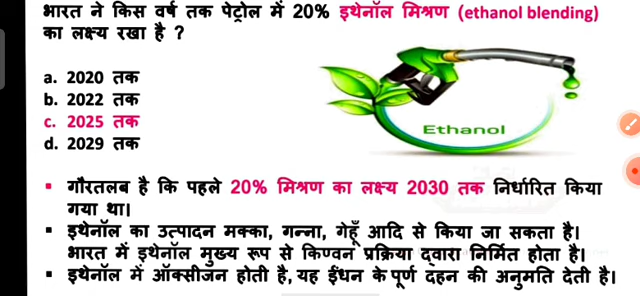 भारत ने किस वर्ष तक पेट्रोल में 20% इथेनॉल मिश्रण (ethanol blending)
का लक्ष्य रखा है ?
a. 2020 तक
b. 2022 तक
c. 2025 तक
d. 2029 तक
Ethanol
▪ गौरतलब है कि पहले 20% मिश्रण का लक्ष्य 2030 तक निर्धारित किया
गया था।
▪ इथेनॉल का उत्पादन मक्का, गन्ना, गेहूँ आदि से किया जा सकता है।
भारत में इथेनॉल मुख्य रूप से किण्वन प्रक्रिया द्वारा निर्मित होता है।
▪ इथेनॉल में ऑक्सीजन होती है, यह ईंधन के पूर्ण दहन की अनुमति देती है।